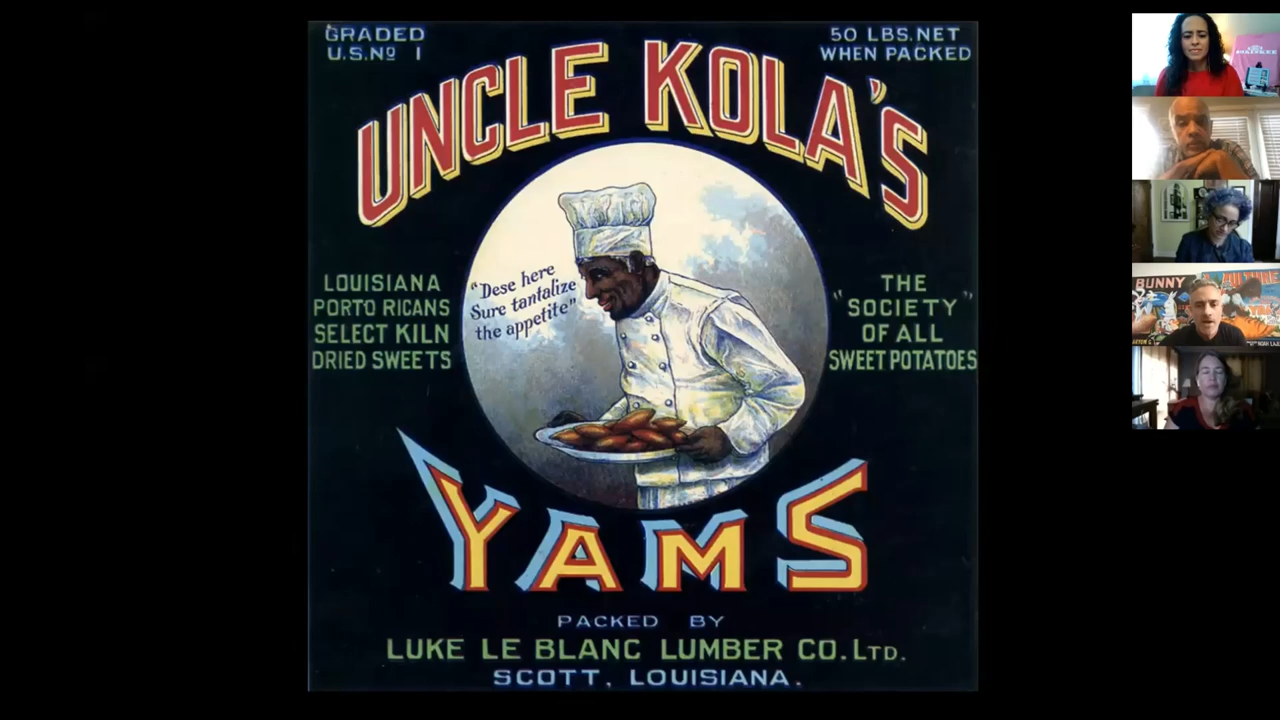 GRADED
U.S.Nº 1
50 LBS.NET
WHEN PACKED
UNCLE KOLA'S
"Dese here
Sure tantalize
the appetite"
LOUISIANA
PORTO RICANS
SELECT KILN
DRIED SWEETS
THE
"SOCIETY"
OF ALL
SWEET POTATOES
YAMS
PACKED BY
LUKE LE BLANC LUMBER CO. LTD.
SCOTT, LOUISIANA.
BUNNY